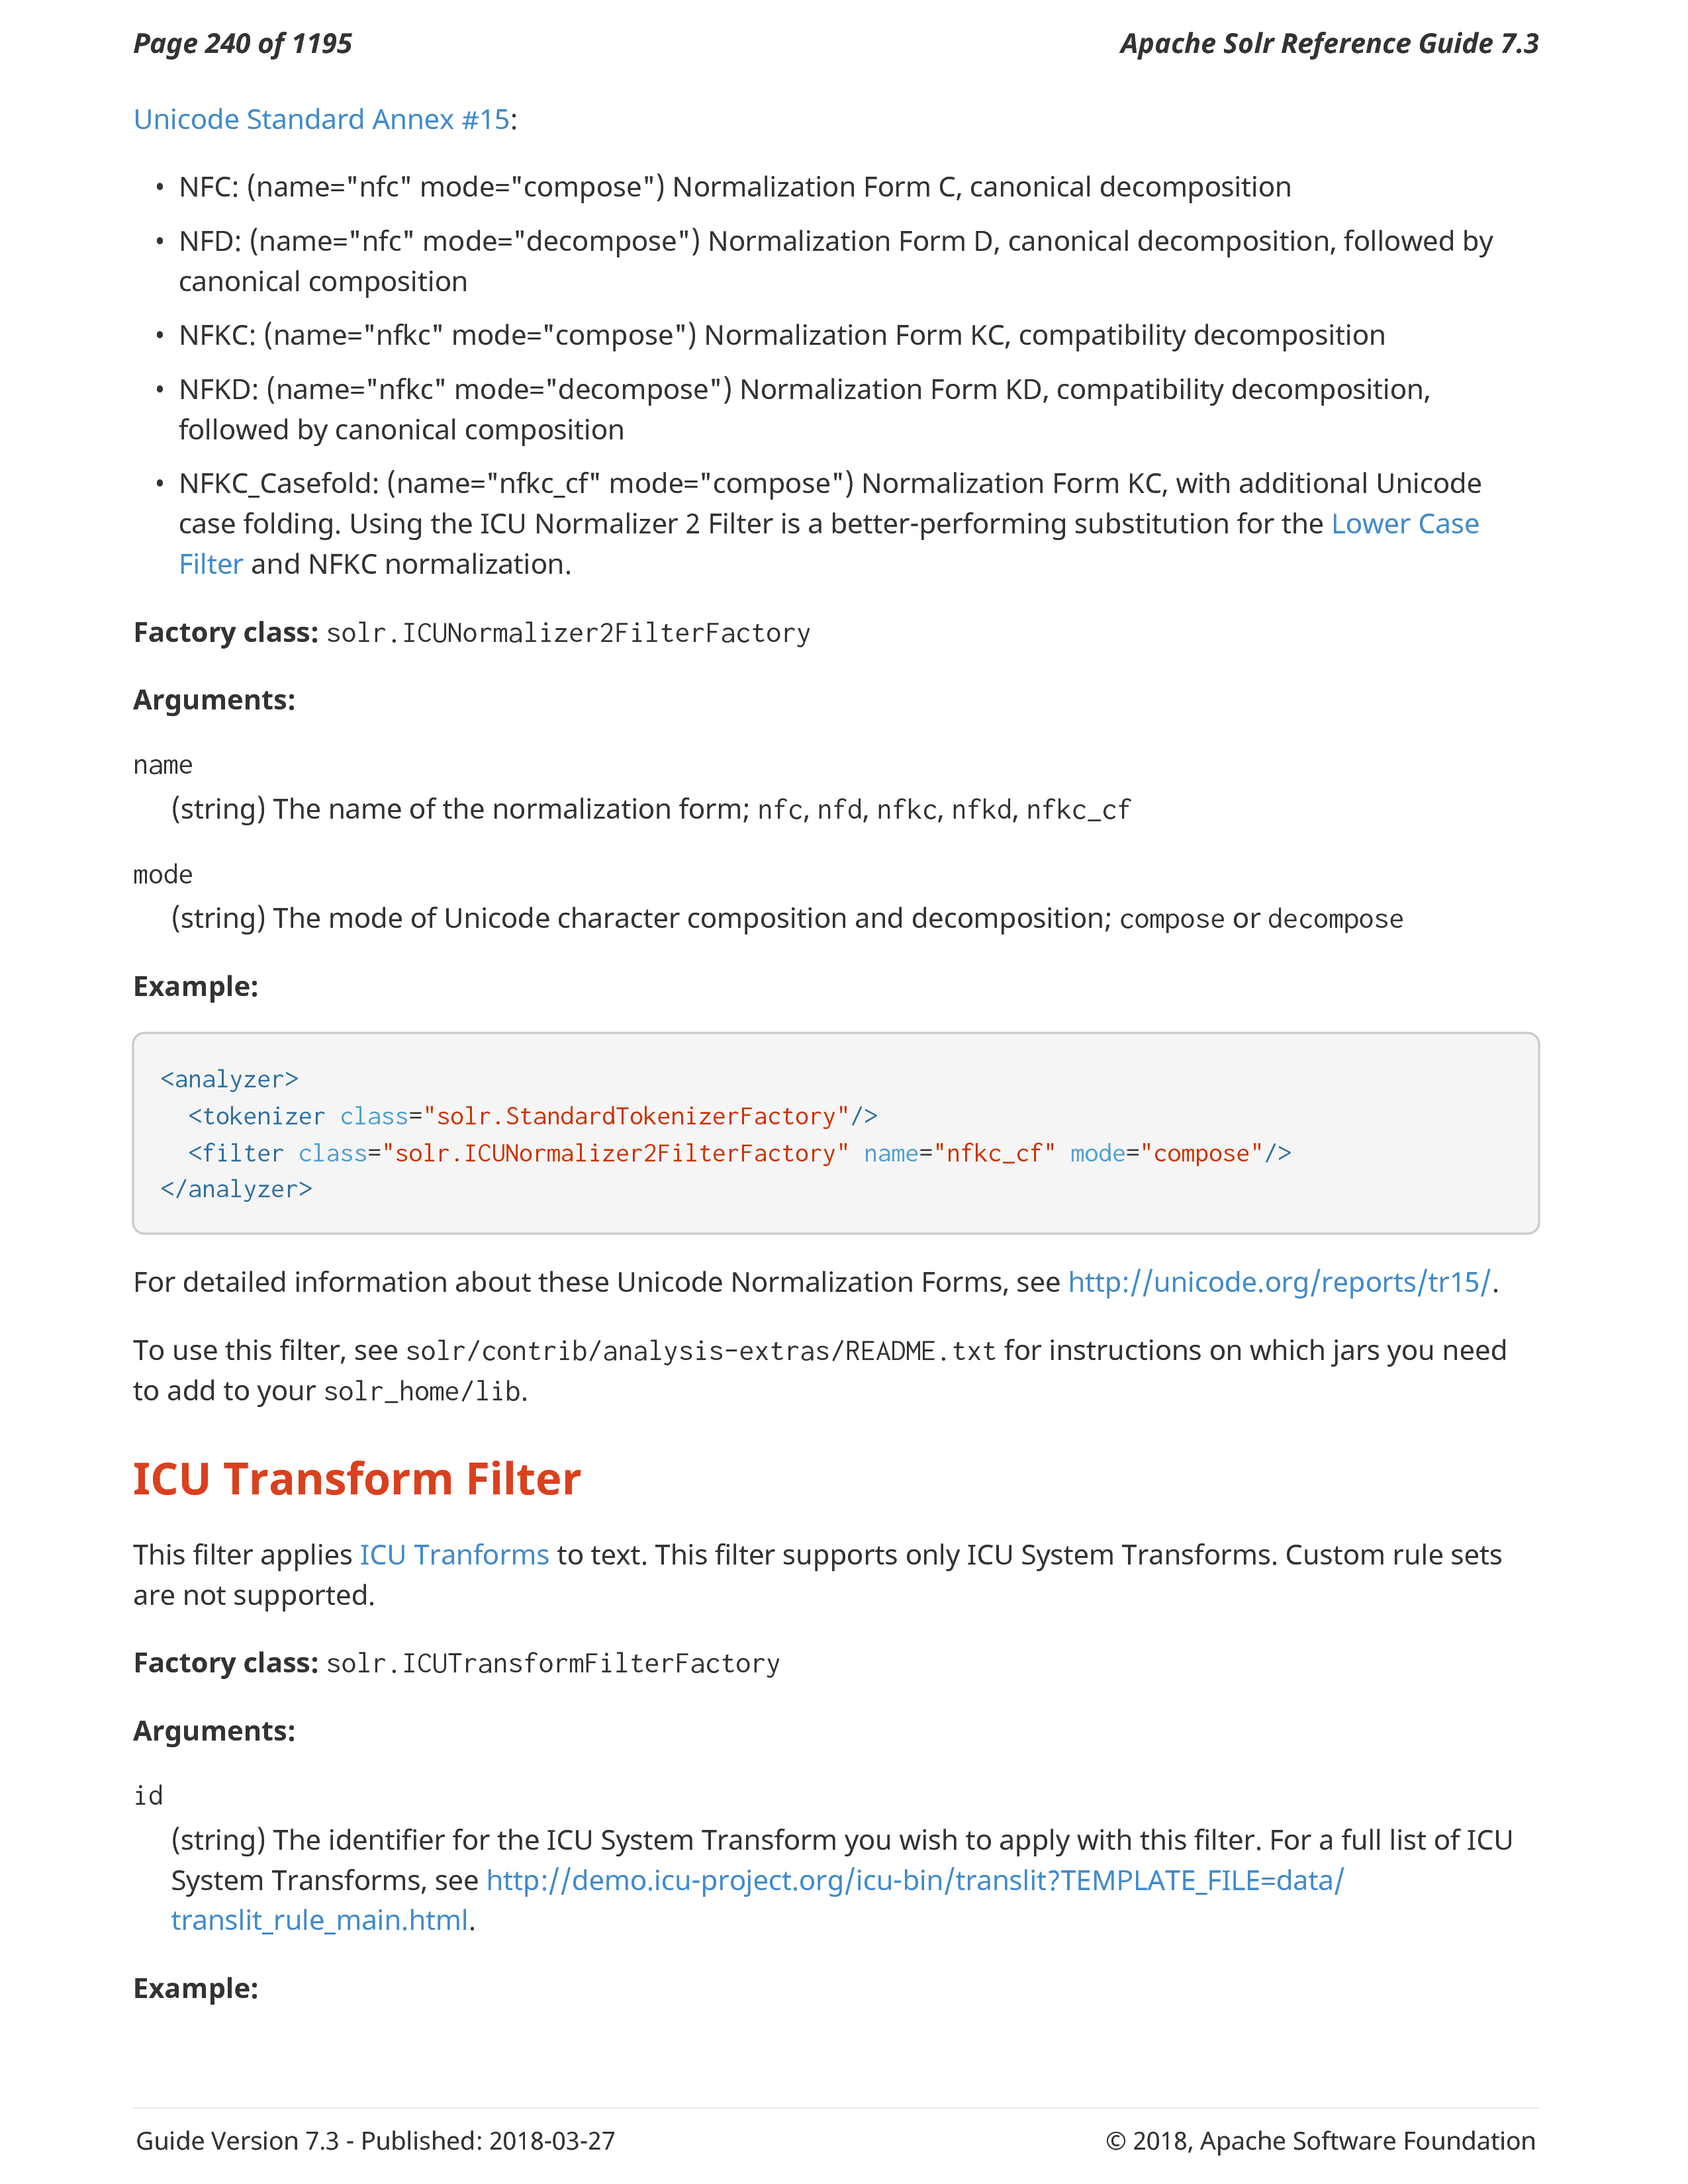 Page 240 of 1195
Apache Solr Reference Guide 7.3
Unicode Standard Annex #15:
• NFC: (name="nfc" mode="compose") Normalization Form C, canonical decomposition
• NFD: (name="nfc" mode="decompose") Normalization Form D, canonical decomposition, followed by
canonical composition
• NFKC: (name="nfkc" mode="compose") Normalization Form KC, compatibility decomposition
• NFKD: (name="nfkc" mode="decompose") Normalization Form KD, compatibility decomposition,
followed by canonical composition
• NFKC_Casefold: (name="nfkc_cf" mode="compose") Normalization Form KC, with additional Unicode
case folding. Using the ICU Normalizer 2 Filter is a better-performing substitution for the Lower Case
Filter and NFKC normalization.
Factory class: solr.ICUNormalizer2FilterFactory
Arguments:
name
(string) The name of the normalization form; nfc, nfd, nfkc, nfkd, nfkc_cf
mode
(string) The mode of Unicode character composition and decomposition; compose or decompose
Example:
<analyzer>
  <tokenizer class="solr.StandardTokenizerFactory"/>
  <filter class="solr.ICUNormalizer2FilterFactory" name="nfkc_cf" mode="compose"/>
</analyzer>
For detailed information about these Unicode Normalization Forms, see http://unicode.org/reports/tr15/.
To use this filter, see solr/contrib/analysis-extras/README.txt for instructions on which jars you need
to add to your solr_home/lib.
ICU Transform Filter
This filter applies ICU Tranforms to text. This filter supports only ICU System Transforms. Custom rule sets
are not supported.
Factory class: solr.ICUTransformFilterFactory
Arguments:
id
(string) The identifier for the ICU System Transform you wish to apply with this filter. For a full list of ICU
System Transforms, see http://demo.icu-project.org/icu-bin/translit?TEMPLATE_FILE=data/
translit_rule_main.html.
Example:
Guide Version 7.3 - Published: 2018-03-27
© 2018, Apache Software Foundation